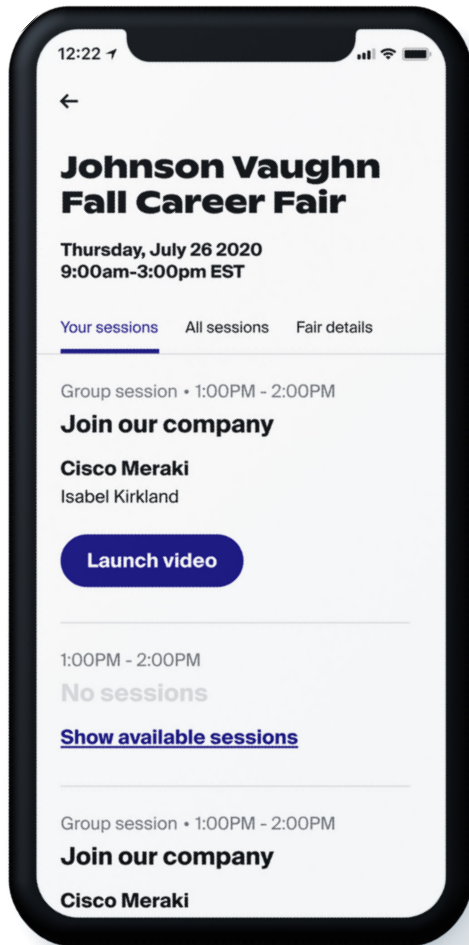 12:22
Johnson Vaughn
Fall Career Fair
Thursday, July 26 2020
9:00am-3:00pm EST
Your sessions All sessions Fair details
Group session • 1:00PM - 2:00PM
Join our company
Cisco Meraki
Isabel Kirkland
Launch video
1:00PM - 2:00PM
No sessions
Show available sessions
Group session • 1:00PM - 2:00PM
Join our company
Cisco Meraki